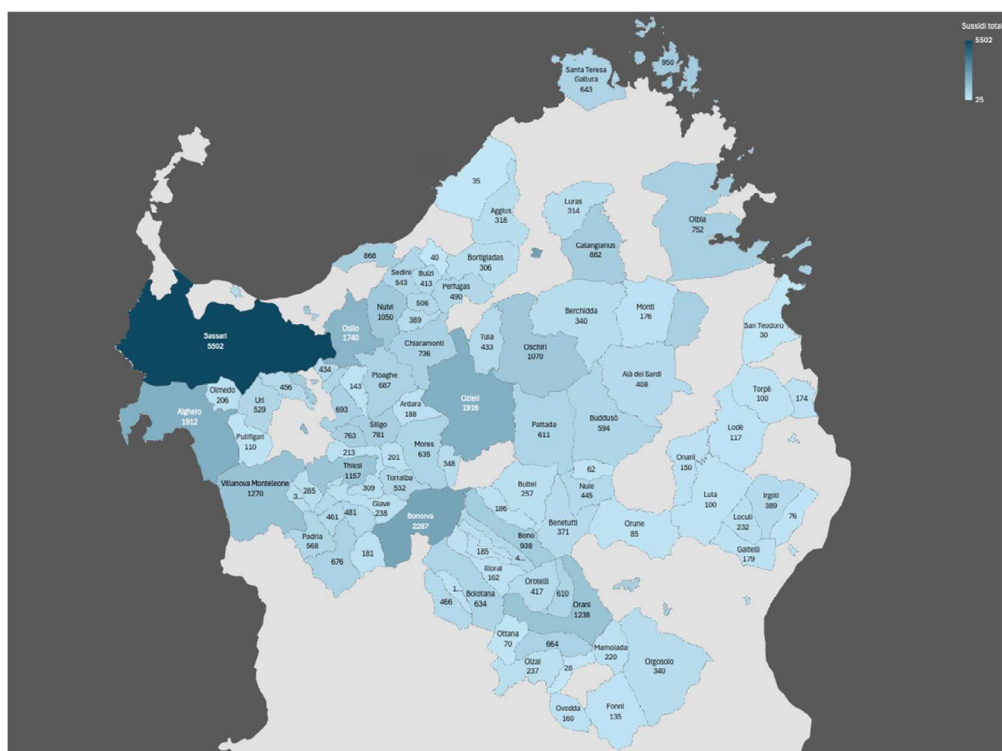 Sussidi total
5502
25
950
Santa Teresa
Gallura
643
35
Aggius
318
Luras
314
Olbia
752
Calangianus
882
868
40
Bortigiadas
306
Sedini
543
Bulzi
413
Perfugas
490
Nulvi
1050
506
389
Berchidda
340
Monti
176
San Teodoro
30
Osilo
1740
Sassari
5502
Chiaramonti
736
Tula
433
Oschiri
1070
434
Ploaghe
667
143
Olmedo
206
456
Uri
529
Alà dei Sardi
408
Torpè
100
174
Alghero
1912
693
Ardara
188
Ozieri
1916
Siligo
781
763
Pattada
611
Buddusò
594
Lodè
117
Putifigari
110
213
Mores
635
Onanì
150
201
348
Thiesi
1157
62
Villanova Monteleone
1270
285
3...
309
Torralba
532
Bultei
257
Nule
445
Lula
100
Irgoli
389
461
481
Giave
238
Bonorva
2287
186
Loculi
232
76
Padria
568
Bono
938
Benetutti
371
Orune
85
676
181
185
4...
Galtellì
179
Illorai
162
466
1...
Bolotana
634
Orotelli
417
610
Orani
1238
Ottana
70
664
Mamoiada
220
Orgosolo
340
Olzai
237
28
Ovodda
160
Fonni
135